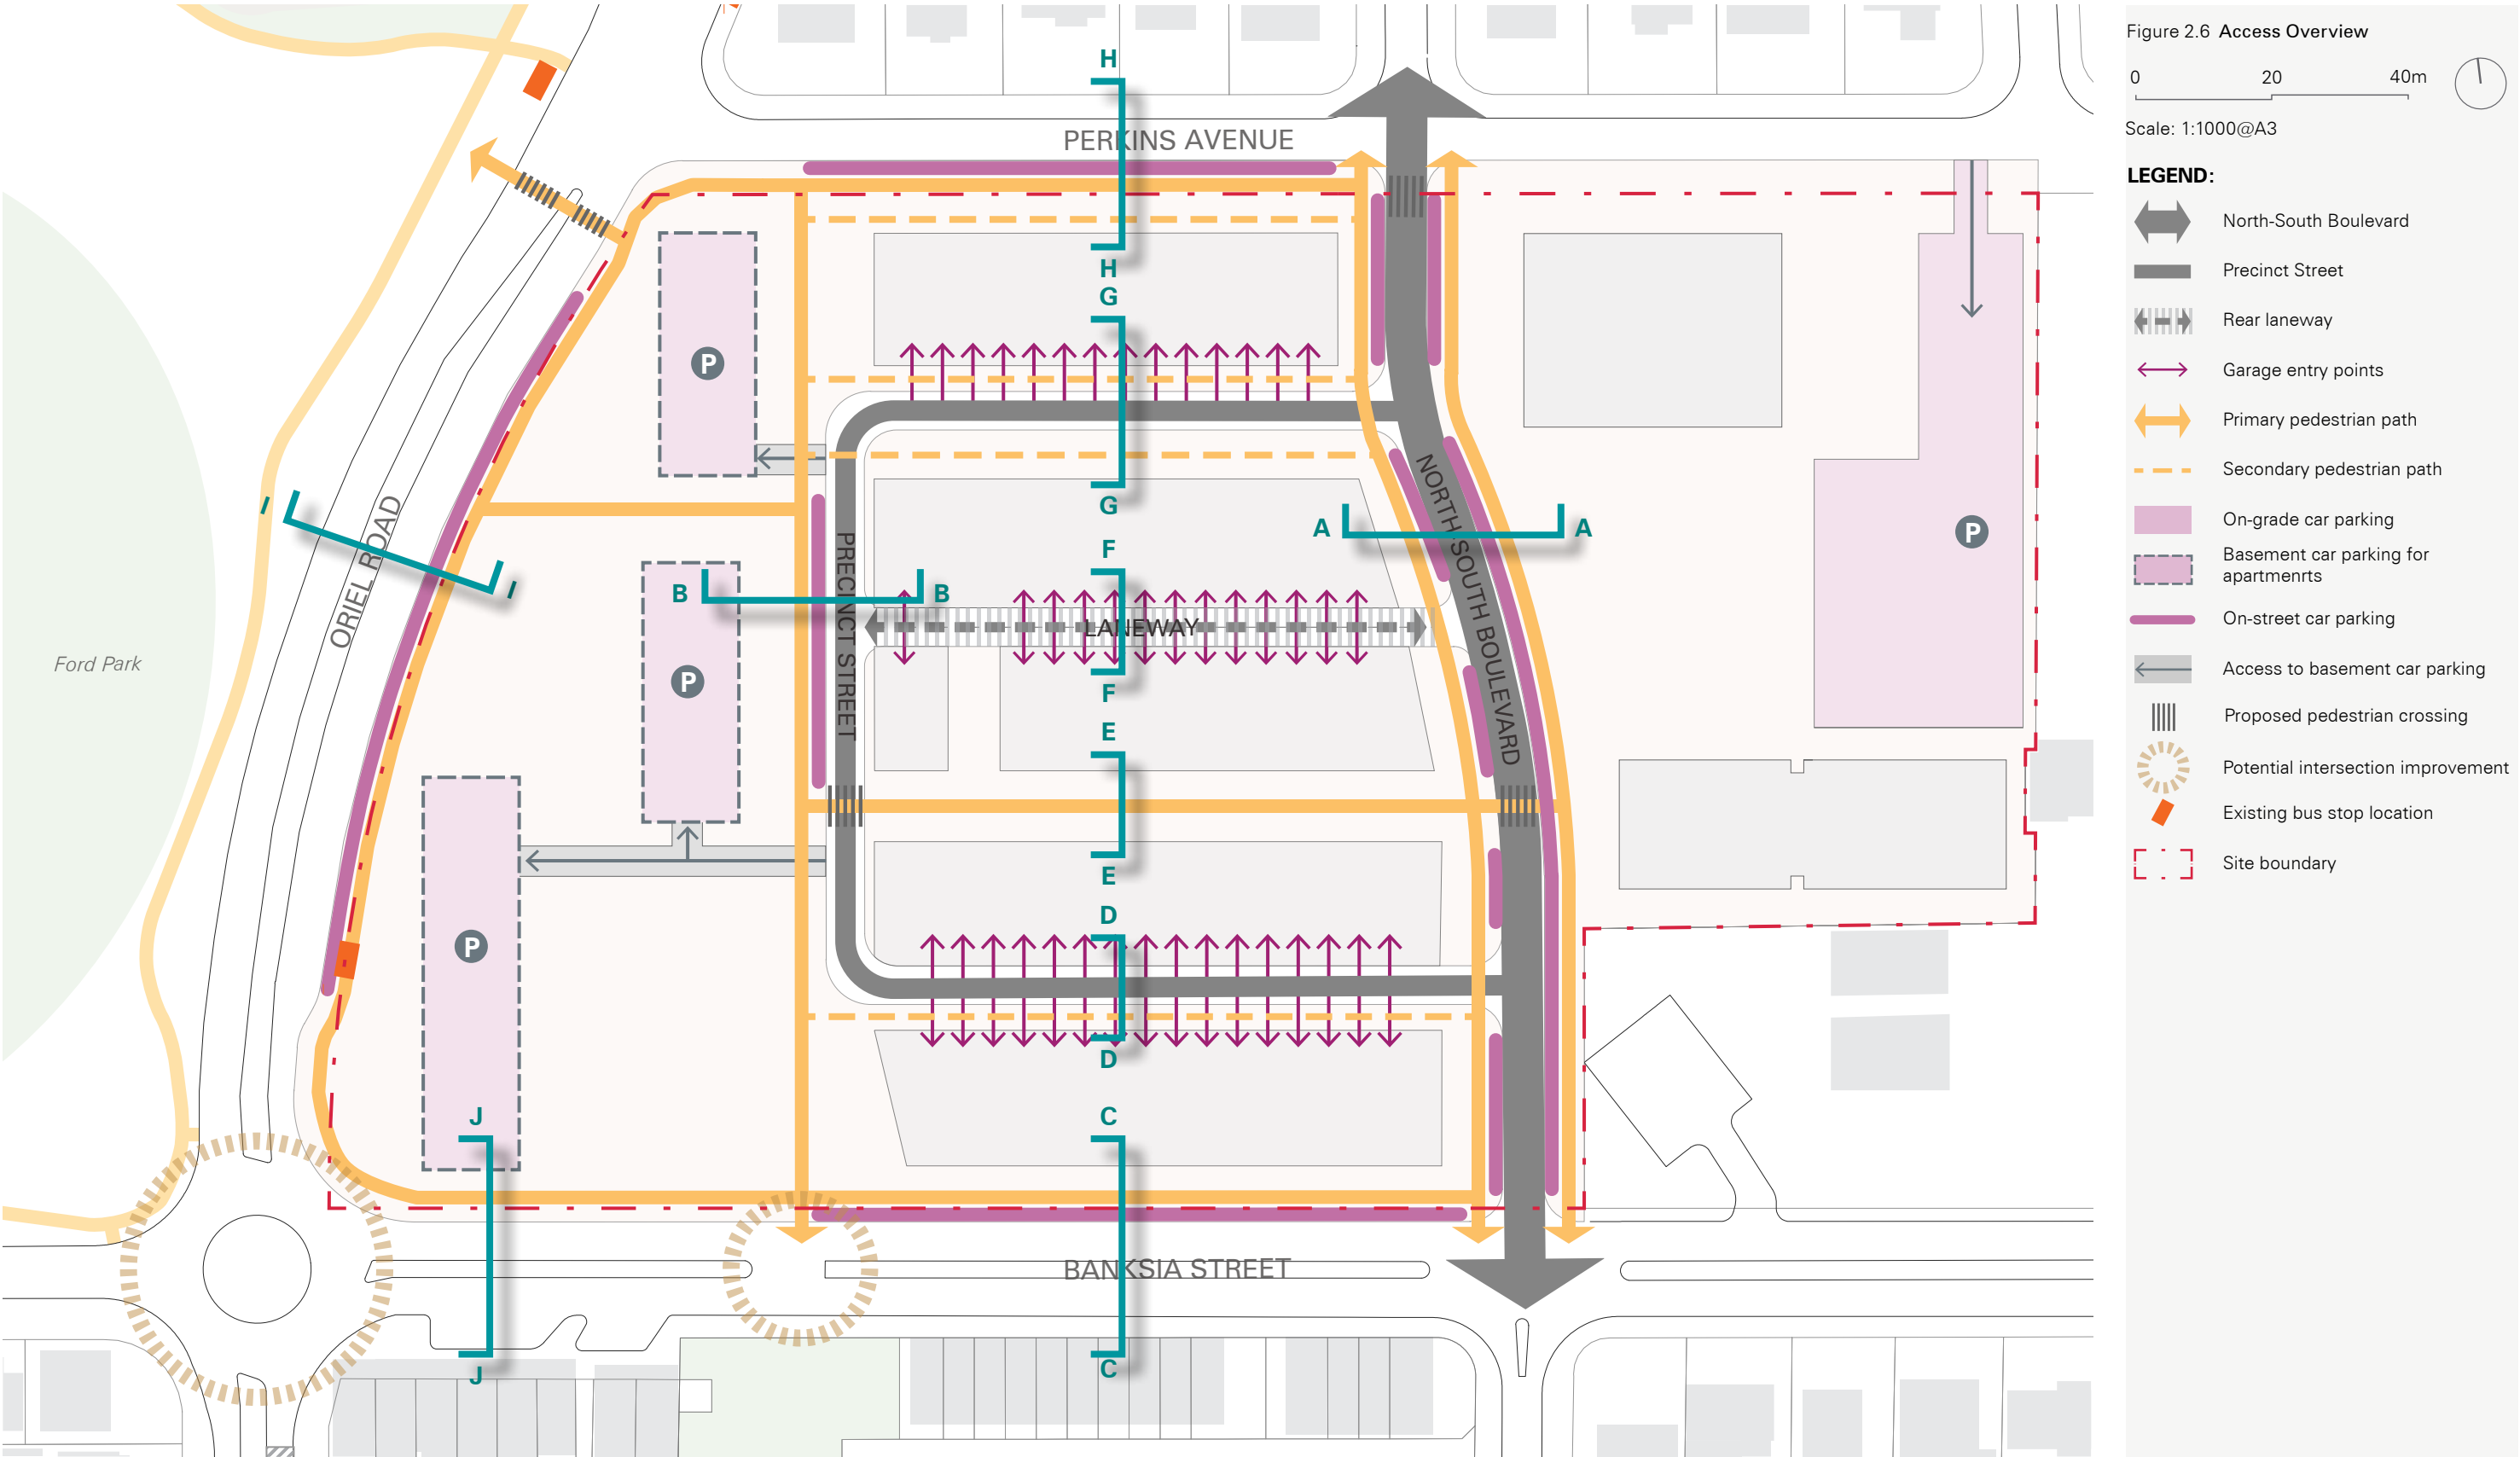 Figure 2.6 Access Overview
0 20 40m
Scale: 1:1000@A3
LEGEND:
North-South Boulevard
Precinct Street
Rear laneway
Garage entry points
Primary pedestrian path
Secondary pedestrian path
On-grade car parking
Basement car parking for
apartmenrts
On-street car parking
Access to basement car parking
Proposed pedestrian crossing
Potential intersection improvement
Existing bus stop location
Site boundary
H
PERKINS AVENUE
H
G
P
G
A
A
I
I
ORIEL ROAD
F
B
B
PRECINCT STREET
LANEWAY
NORTH-SOUTH BOULEVARD
P
Ford Park
P
F
E
E
D
P
D
C
J
BANKSIA STREET
C
J